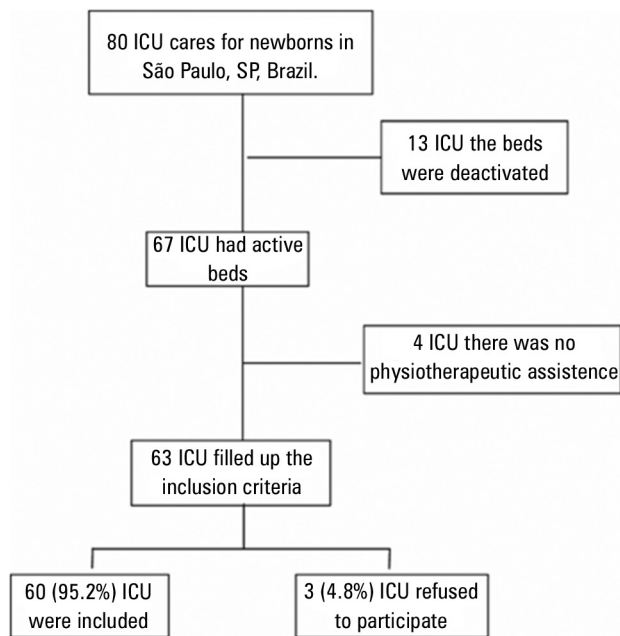 80 ICU cares for newborns in
São Paulo, SP, Brazil.
13 ICU the beds
were deactivated
67 ICU had active
beds
4 ICU there was no
physiotherapeutic assistence
63 ICU filled up the
inclusion criteria
60 (95.2%) ICU
were included
3 (4.8%) ICU refused
to participate